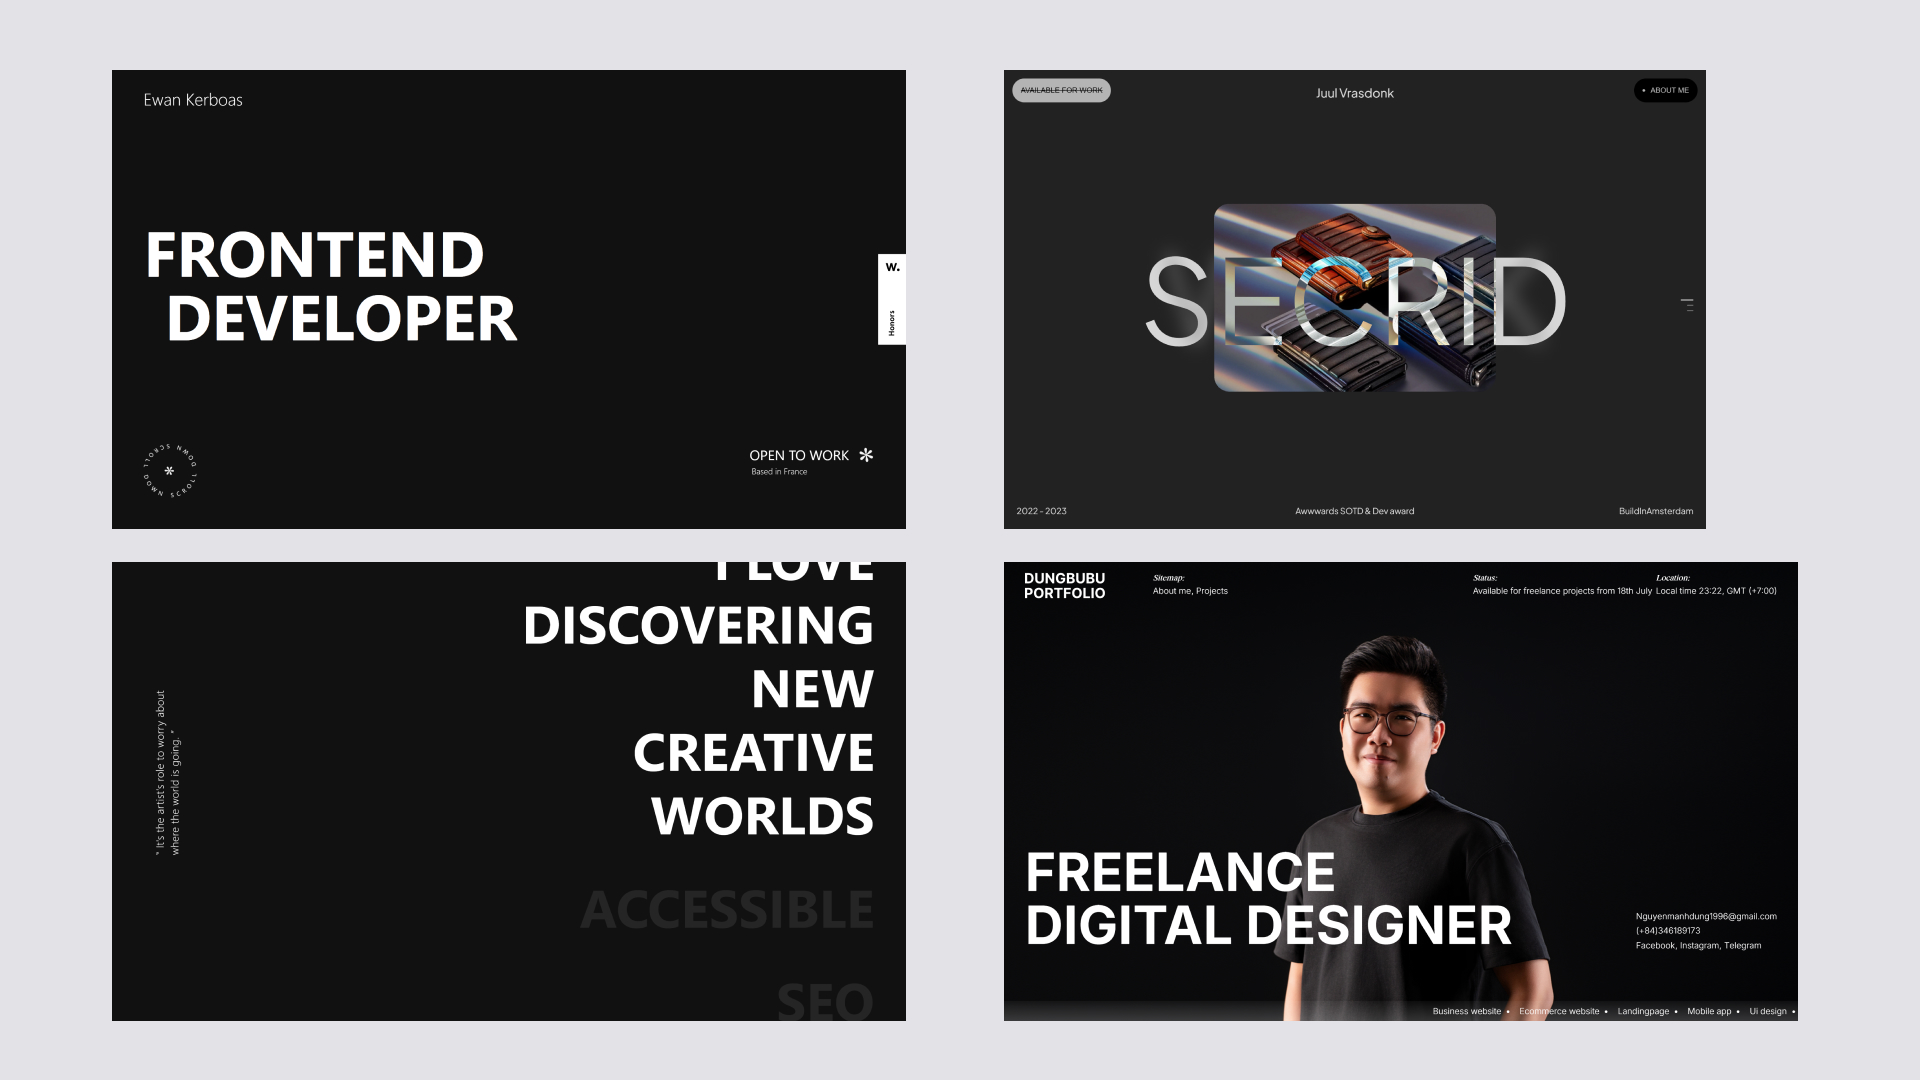 Ewan Kerboas
FRONTEND
DEVELOPER
W.
Honors
SCROLL DOWN SCROLL DOWN
OPEN TO WORK
Based in France
AVAILABLE FOR WORK
Juul Vrasdonk
• ABOUT ME
SECRID
2022 - 2023
Awwwards SOTD & Dev award
BuildInAmsterdam
I LOVE
DISCOVERING
NEW
CREATIVE
WORLDS
ACCESSIBLE
SEO
" It's the artist's role to worry about
where the world is going. "
DUNGBUBU
PORTFOLIO
Sitemap:
About me, Projects
Status:
Available for freelance projects from 18th July
Location:
Local time 23:22, GMT (+7:00)
FREELANCE
DIGITAL DESIGNER
Nguyenmanhdung1996@gmail.com
(+84)346189173
Facebook, Instagram, Telegram
Business website • Ecommerce website • Landingpage • Mobile app • Ui design •